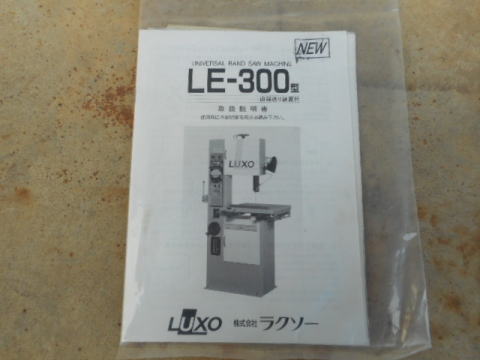 NEW
UNIVERSAL BAND SAW MACHINE
LE-300型
取扱説明書
LUXO
LUXO 株式会社ラクソー